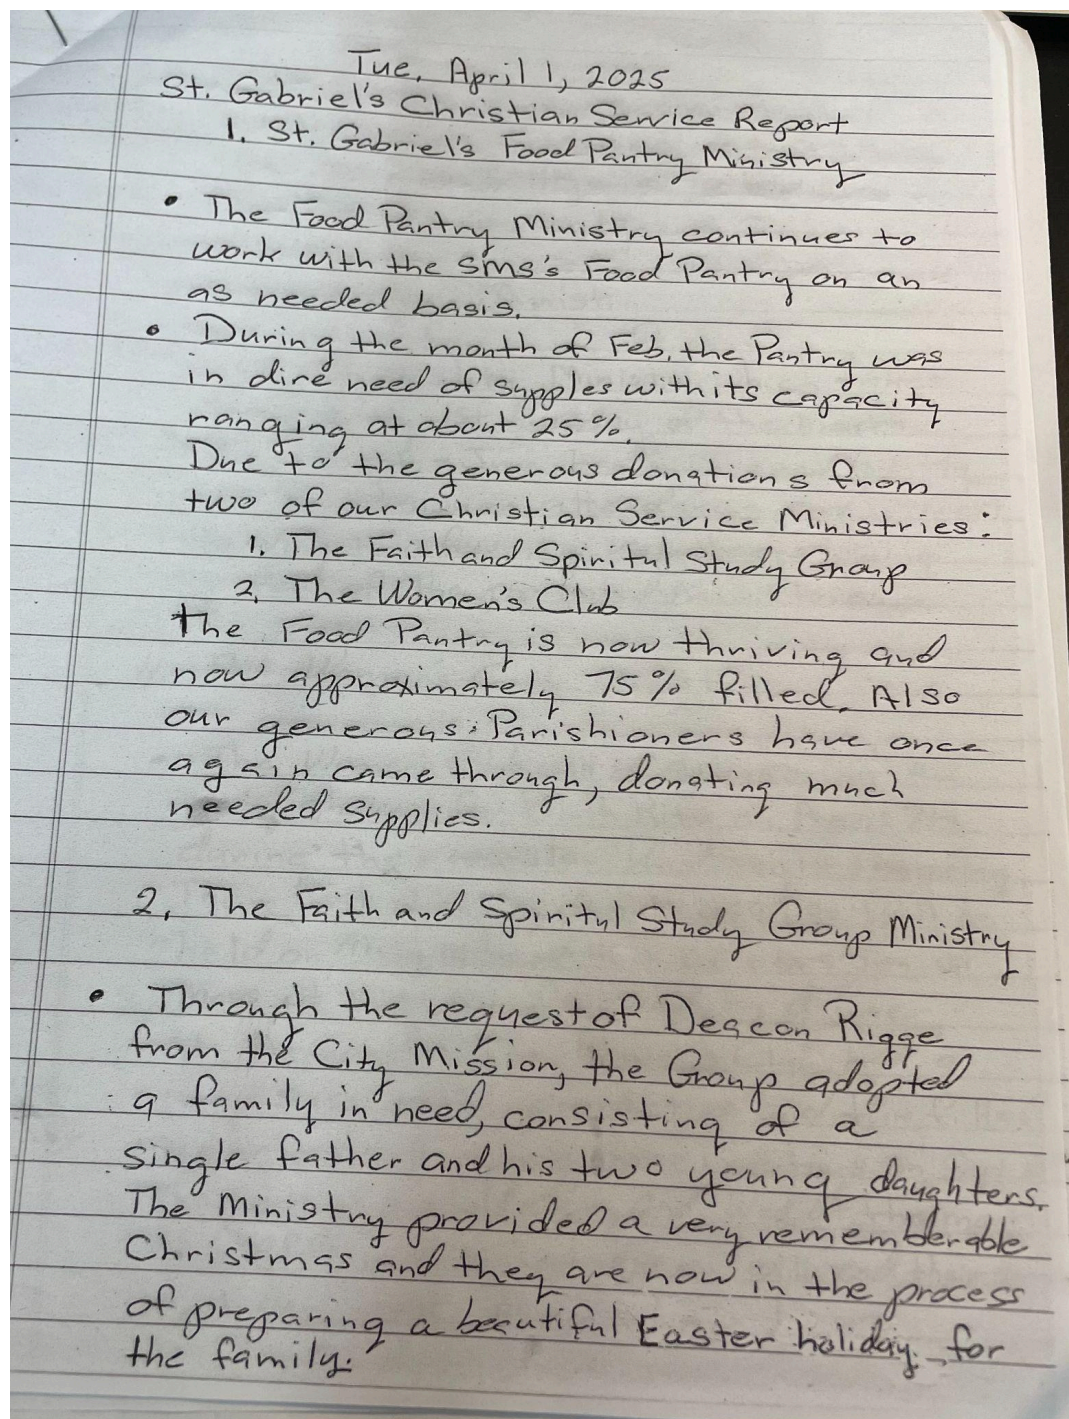 Tue, April 1, 2025
St. Gabriel's Christian Service Report
1. St. Gabriel's Food Pantry Ministry
• The Food Pantry Ministry continues to
work with the SMS's Food Pantry on an
as needed basis.
• During the month of Feb, the Pantry was
in dire need of supples with its capacity
ranging at about 25%.
Due to the generous donations from
two of our Christian Service Ministries:
1. The Faith and Spiritul Study Group
2. The Women's Club
the Food Pantry is now thriving and
now approximately 75% filled. Also
our generous Parishioners have once
again came through, donating much
needed supplies.
2. The Faith and Spiritul Study Group Ministry
• Through the request of Deacon Rigge
from the City Mission, the Group adopted
a family in need, consisting of a
single father and his two young daughters.
The Ministry provided a very rememberable
Christmas and they are now in the process
of preparing a beautiful Easter holiday for
the family.